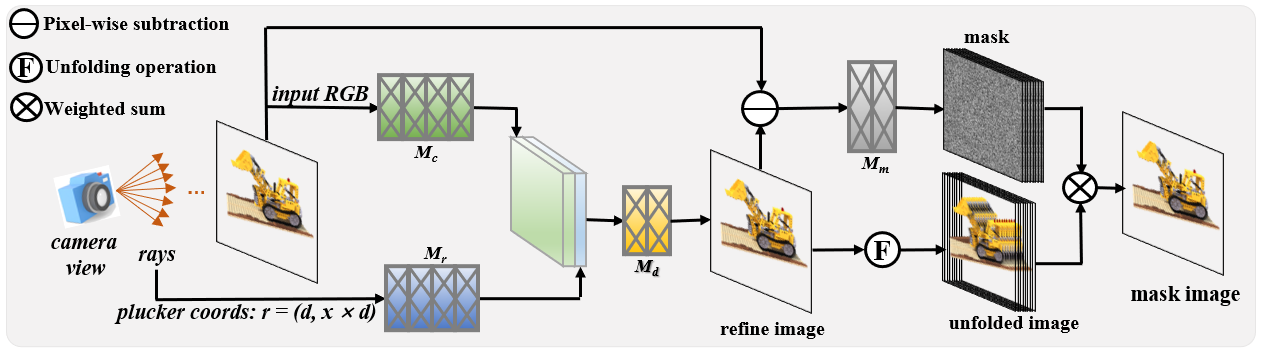 Pixel-wise subtraction
F Unfolding operation
Weighted sum
input RGB
M_c
mask
M_m
camera
view
rays
...
M_r
plucker coords: r = (d, x × d)
M_d
F
refine image
unfolded image
mask image